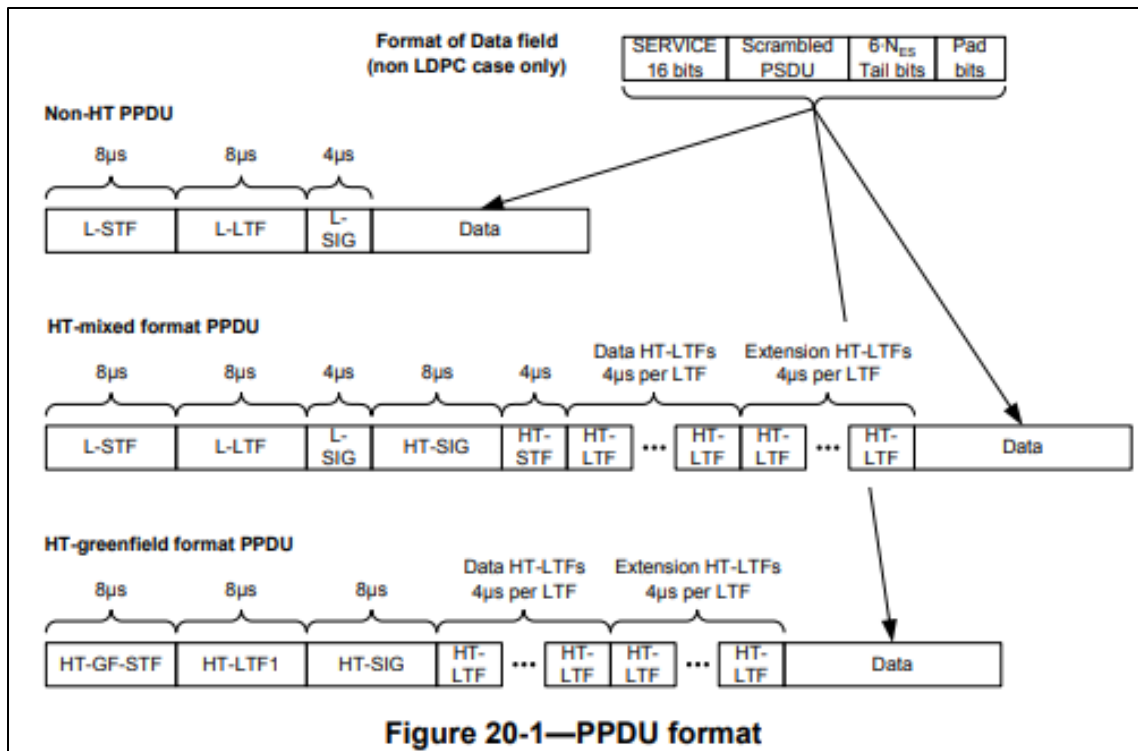 Format of Data field
(non LDPC case only)
SERVICE 16 bits
Scrambled PSDU
6·N_ES Tail bits
Pad bits
Non-HT PPDU
8µs 8µs 4µs
L-STF L-LTF L-SIG Data
HT-mixed format PPDU
Data HT-LTFs 4µs per LTF
Extension HT-LTFs 4µs per LTF
8µs 8µs 4µs 8µs 4µs
L-STF L-LTF L-SIG HT-SIG HT-STF HT-LTF ••• HT-LTF HT-LTF ••• HT-LTF Data
HT-greenfield format PPDU
Data HT-LTFs 4µs per LTF
Extension HT-LTFs 4µs per LTF
8µs 8µs 8µs
HT-GF-STF HT-LTF1 HT-SIG HT-LTF ••• HT-LTF HT-LTF ••• HT-LTF Data
Figure 20-1—PPDU format